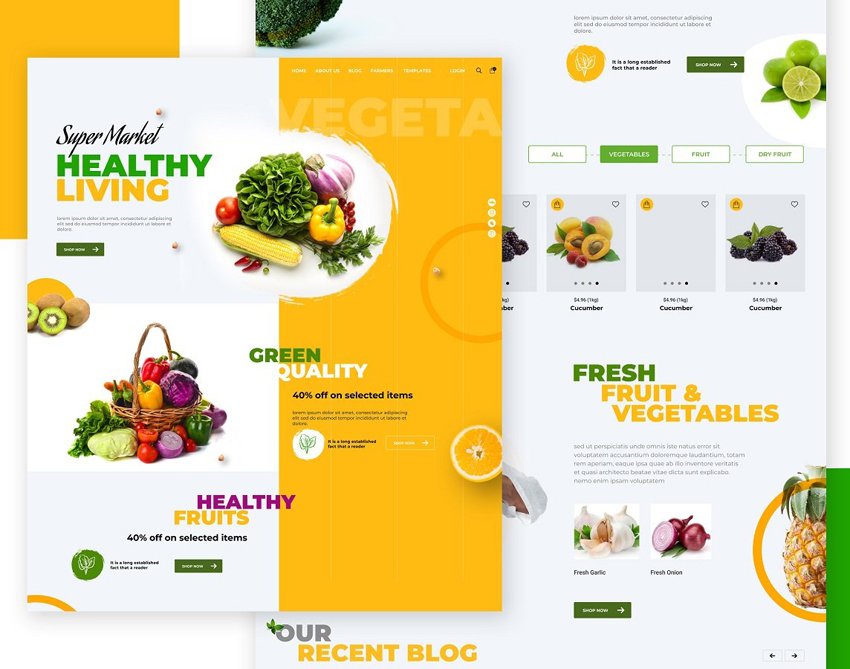 HOME ABOUT US BLOG FARMERS TEMPLATES LOGIN
VEGETA
Super Market
HEALTHY
LIVING
lorem ipsum dolor sit amet, consectetur adipiscing
elit sed do eiusmod tempor incididunt ut labore et
dolore.
SHOP NOW
GREEN
QUALITY
40% off on selected items
lorem ipsum dolor sit amet, consectetur adipiscing
elit sed do eiusmod tempor incididunt ut labore et
dolore.
It is a long established
fact that a reader
SHOP NOW
HEALTHY
FRUITS
40% off on selected items
It is a long established
fact that a reader
SHOP NOW
lorem ipsum dolor sit amet, consectetur adipiscing
elit sed do eiusmod tempor incididunt ut labore et
dolore.
It is a long established
fact that a reader
SHOP NOW
ALL VEGETABLES FRUIT DRY FRUIT
kg) $4.96 (1kg) $4.96 (1kg) $4.96 (1kg)
ber Cucumber Cucumber Cucumber
FRESH
FRUIT &
VEGETABLES
sed ut perspiciatis unde omnis iste natus error sit
voluptatem accusantium doloremque laudantium, totam
rem aperiam, eaque ipsa quae ab illo inventore veritatis
et quasi architecto beatae vitae dicta sunt explicabo
nemo enim ipsam voluptatem
Fresh Garlic Fresh Onion
SHOP NOW
OUR
RECENT BLOG